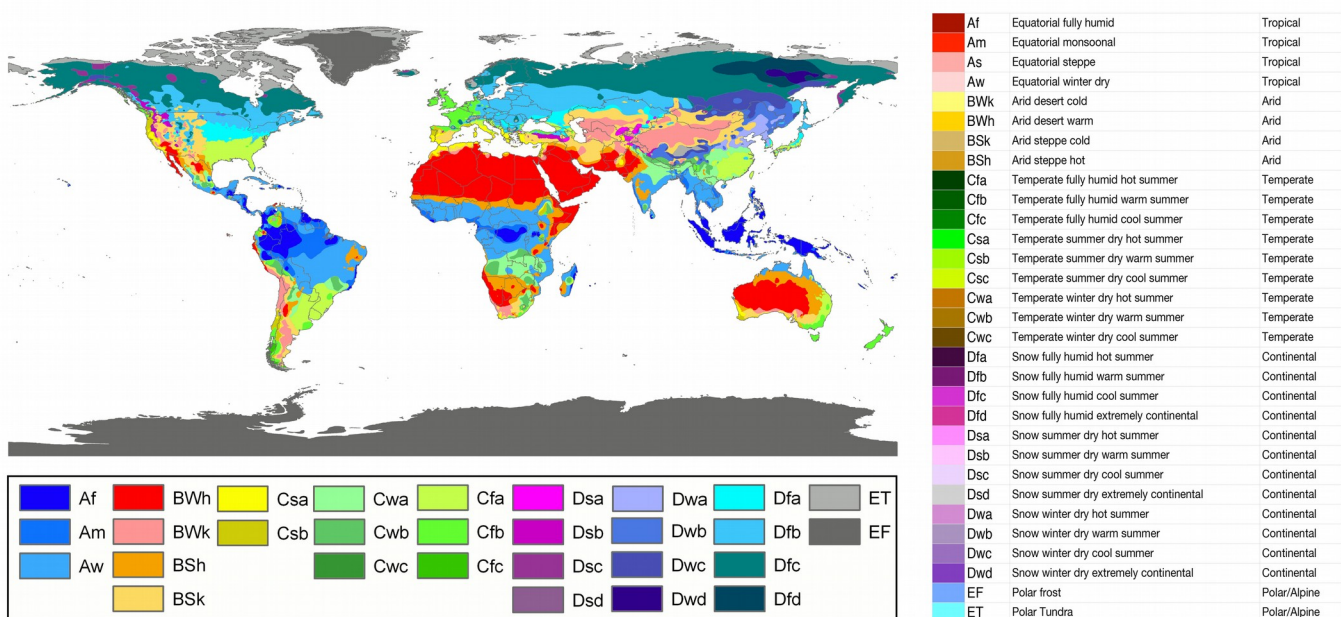 Af BWh Csa Cwa Cfa Dsa Dwa Dfa ET
Am BWk Csb Cwb Cfb Dsb Dwb Dfb EF
Aw BSh Cwc Cfc Dsc Dwc Dfc
BSk Dsd Dwd Dfd
Af Equatorial fully humid Tropical
Am Equatorial monsoonal Tropical
As Equatorial steppe Tropical
Aw Equatorial winter dry Tropical
BWk Arid desert cold Arid
BWh Arid desert warm Arid
BSk Arid steppe cold Arid
BSh Arid steppe hot Arid
Cfa Temperate fully humid hot summer Temperate
Cfb Temperate fully humid warm summer Temperate
Cfc Temperate fully humid cool summer Temperate
Csa Temperate summer dry hot summer Temperate
Csb Temperate summer dry warm summer Temperate
Csc Temperate summer dry cool summer Temperate
Cwa Temperate winter dry hot summer Temperate
Cwb Temperate winter dry warm summer Temperate
Cwc Temperate winter dry cool summer Temperate
Dfa Snow fully humid hot summer Continental
Dfb Snow fully humid warm summer Continental
Dfc Snow fully humid cool summer Continental
Dfd Snow fully humid extremely continental Continental
Dsa Snow summer dry hot summer Continental
Dsb Snow summer dry warm summer Continental
Dsc Snow summer dry cool summer Continental
Dsd Snow summer dry extremely continental Continental
Dwa Snow winter dry hot summer Continental
Dwb Snow winter dry warm summer Continental
Dwc Snow winter dry cool summer Continental
Dwd Snow winter dry extremely continental Continental
EF Polar frost Polar/Alpine
ET Polar Tundra Polar/Alpine